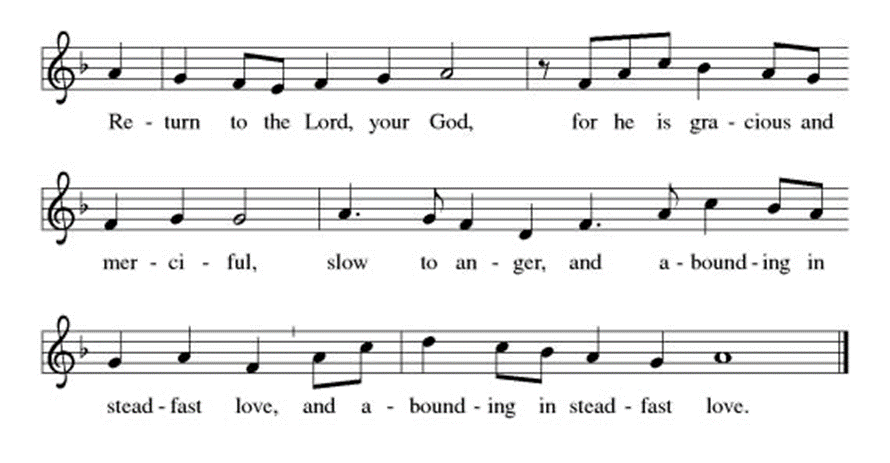 Re - turn to the Lord, your God, for he is gra - cious and
mer - ci - ful, slow to an - ger, and a - bound - ing in
stead - fast love, and a - bound - ing in stead - fast love.